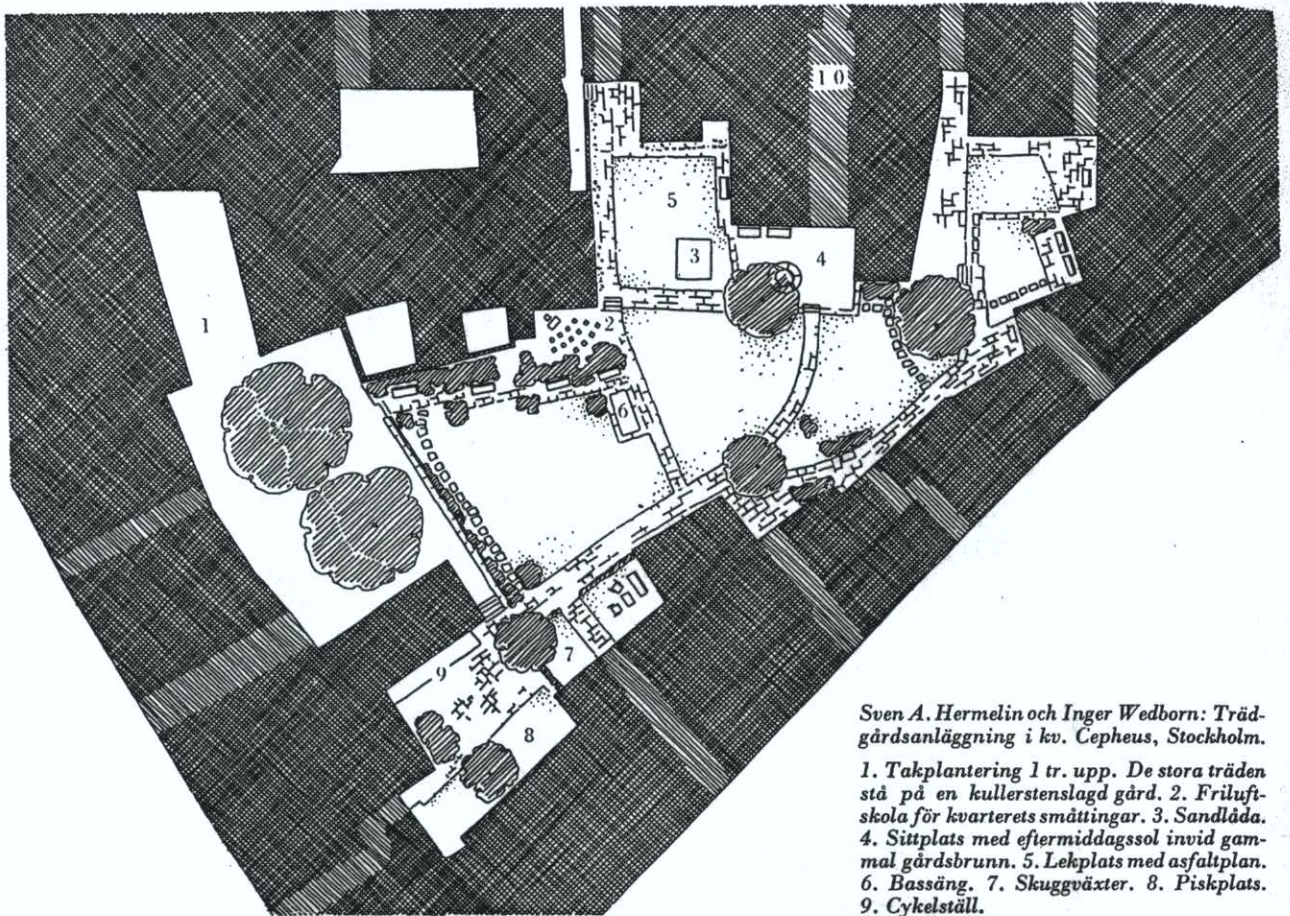 10
5
3
4
1
2
6
9
7
8
Sven A. Hermelin och Inger Wedborn: Träd-
gårdsanläggning i kv. Cepheus, Stockholm.
1. Takplantering 1 tr. upp. De stora träden
stå på en kullerstenslagd gård. 2. Friluft-
skola för kvarterets småttingar. 3. Sandlåda.
4. Sittplats med eftermiddagssol invid gam-
mal gårdsbrunn. 5. Lekplats med asfaltplan.
6. Bassäng. 7. Skuggväxter. 8. Piskplats.
9. Cykelställ.